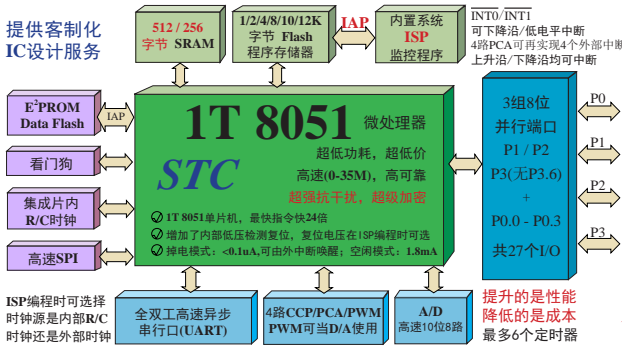 提供客制化
IC设计服务
512 / 256
字节 SRAM
1/2/4/8/10/12K
字节 Flash
程序存储器
IAP
内置系统
ISP
监控程序
INT0/INT1
可下降沿/低电平中断
4路PCA可再实现4个外部中断
上升沿/下降沿均可中断
E²PROM
Data Flash
IAP
看门狗
集成片内
R/C时钟
高速SPI
1T 8051 微处理器
STC
超低功耗，超低价
高速(0-35M)，高可靠
超强抗干扰，超级加密
1T 8051单片机，最快指令快24倍
增加了内部低压检测复位，复位电压在ISP编程时可选
掉电模式：<0.1uA,可由外中断唤醒；空闲模式：1.8mA
3组8位
并行端口
P1 / P2
P3(无P3.6)
+
P0.0 - P0.3
共27个I/O
P0
P1
P2
P3
ISP编程时可选择
时钟源是内部R/C
时钟还是外部时钟
全双工高速异步
串行口(UART)
4路CCP/PCA/PWM
PWM可当D/A使用
A/D
高速10位8路
提升的是性能
降低的是成本
最多6个定时器